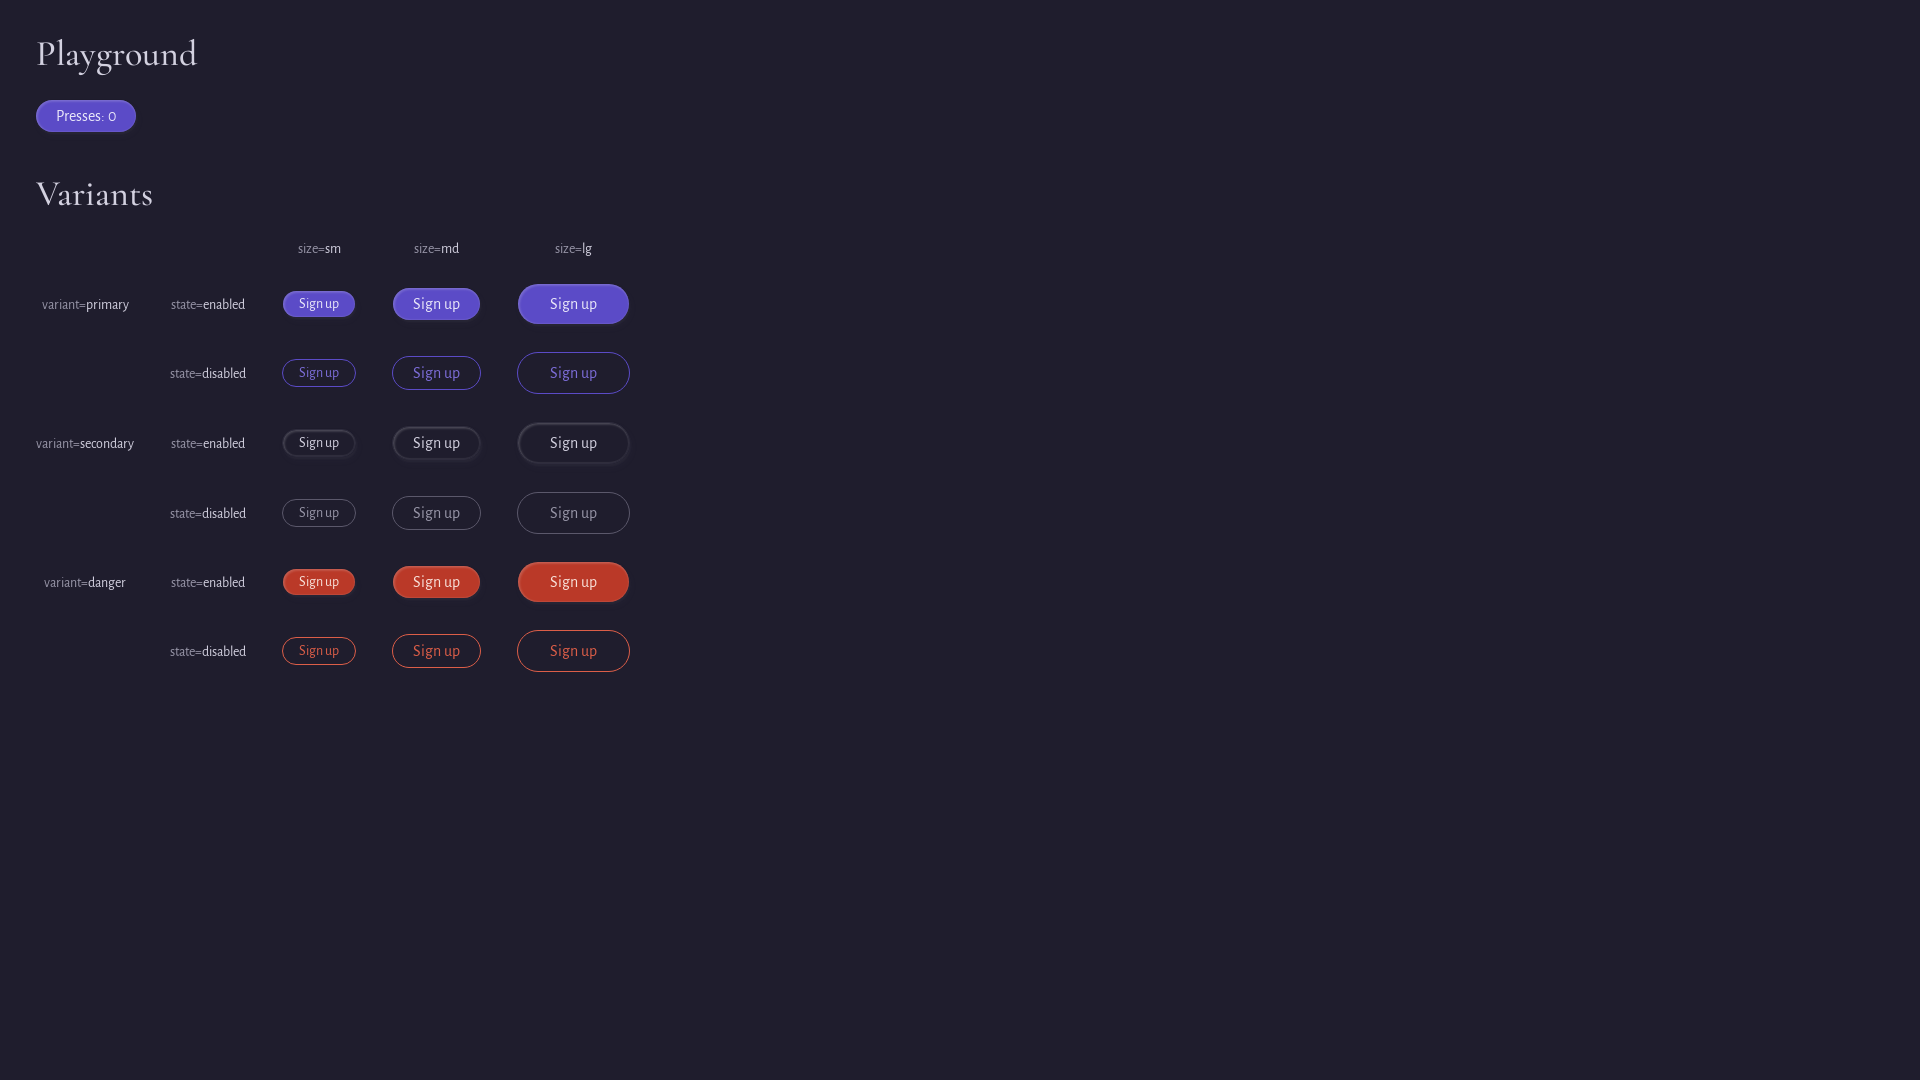 Playground
Presses: 0
Variants
size=sm size=md size=lg
variant=primary state=enabled Sign up Sign up Sign up
state=disabled Sign up Sign up Sign up
variant=secondary state=enabled Sign up Sign up Sign up
state=disabled Sign up Sign up Sign up
variant=danger state=enabled Sign up Sign up Sign up
state=disabled Sign up Sign up Sign up